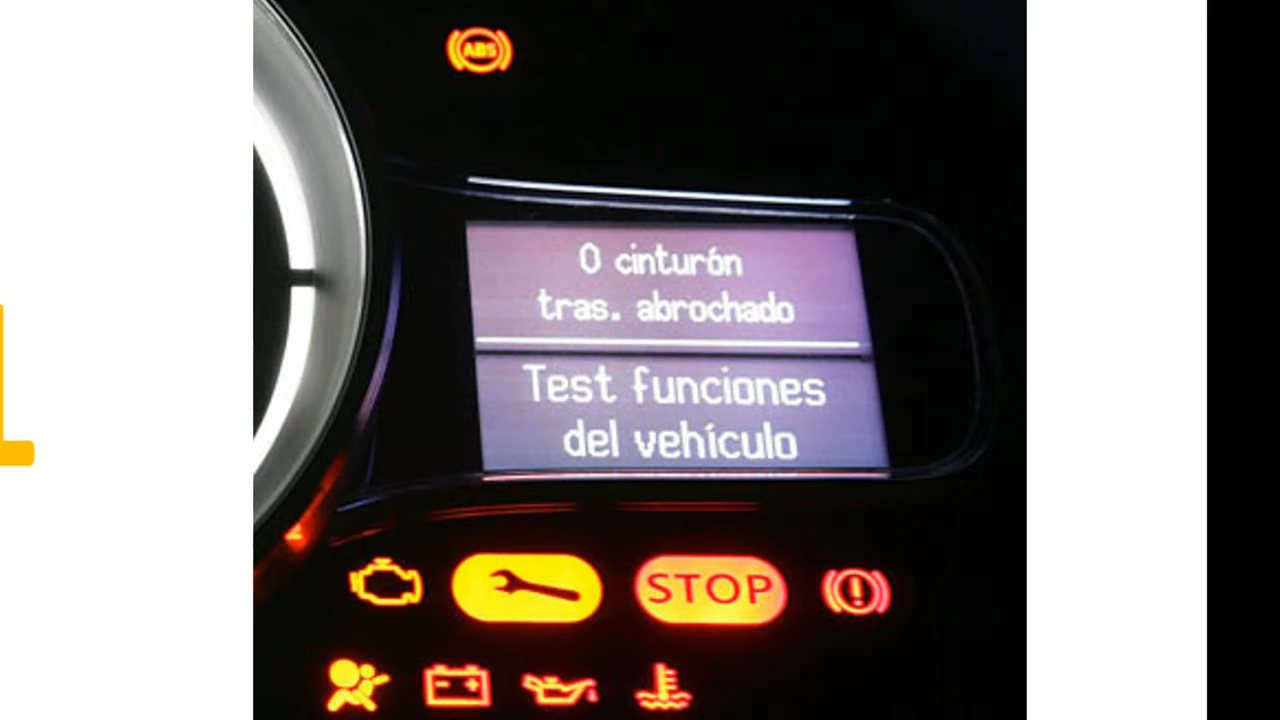 ABS
0 cinturón
tras. abrochado
Test funciones
del vehículo
STOP